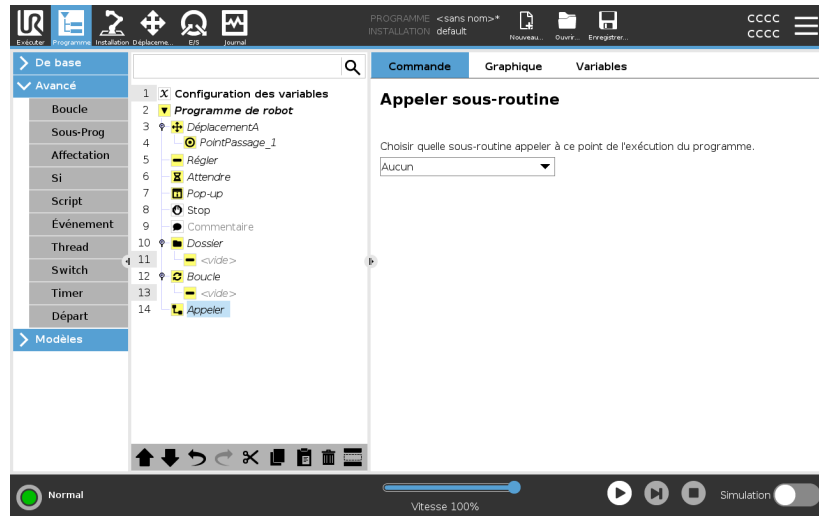 PROGRAMME <sans nom>*
INSTALLATION default
Exécuter Programme Installation Déplaceme... E/S Journal
Nouveau... Ouvrir... Enregistrer...
CCCC
CCCC
De base
Avancé
Boucle
Sous-Prog
Affectation
Si
Script
Événement
Thread
Switch
Timer
Départ
Modèles
1 X Configuration des variables
2 Programme de robot
3 DéplacementA
4 PointPassage_1
5 Régler
6 Attendre
7 Pop-up
8 Stop
9 Commentaire
10 Dossier
11 <vide>
12 Boucle
13 <vide>
14 Appeler
Commande Graphique Variables
Appeler sous-routine
Choisir quelle sous-routine appeler à ce point de l'exécution du programme.
Aucun
Normal
Vitesse 100%
Simulation